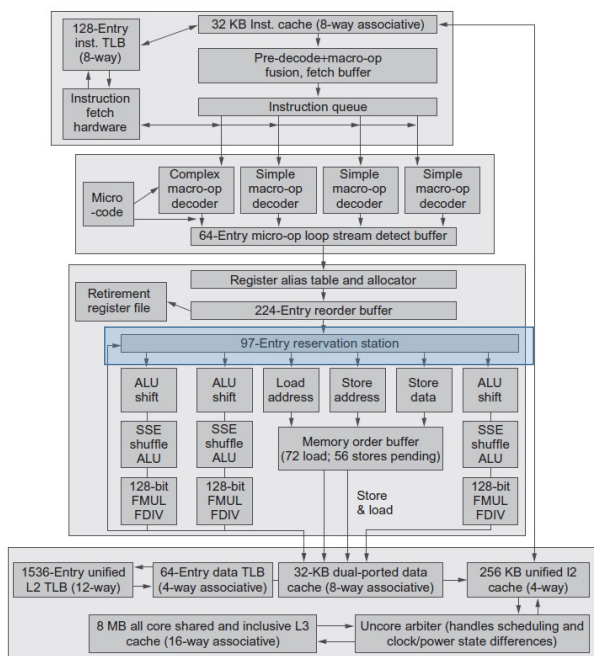 128-Entry
inst. TLB
(8-way)
32 KB Inst. cache (8-way associative)
Pre-decode+macro-op
fusion, fetch buffer
Instruction
fetch
hardware
Instruction queue
Micro
-code
Complex
macro-op
decoder
Simple
macro-op
decoder
Simple
macro-op
decoder
Simple
macro-op
decoder
64-Entry micro-op loop stream detect buffer
Register alias table and allocator
Retirement
register file
224-Entry reorder buffer
97-Entry reservation station
ALU
shift
ALU
shift
Load
address
Store
address
Store
data
ALU
shift
SSE
shuffle
ALU
SSE
shuffle
ALU
Memory order buffer
(72 load; 56 stores pending)
SSE
shuffle
ALU
128-bit
FMUL
FDIV
128-bit
FMUL
FDIV
Store
& load
128-bit
FMUL
FDIV
1536-Entry unified
L2 TLB (12-way)
64-Entry data TLB
(4-way associative)
32-KB dual-ported data
cache (8-way associative)
256 KB unified l2
cache (4-way)
8 MB all core shared and inclusive L3
cache (16-way associative)
Uncore arbiter (handles scheduling and
clock/power state differences)